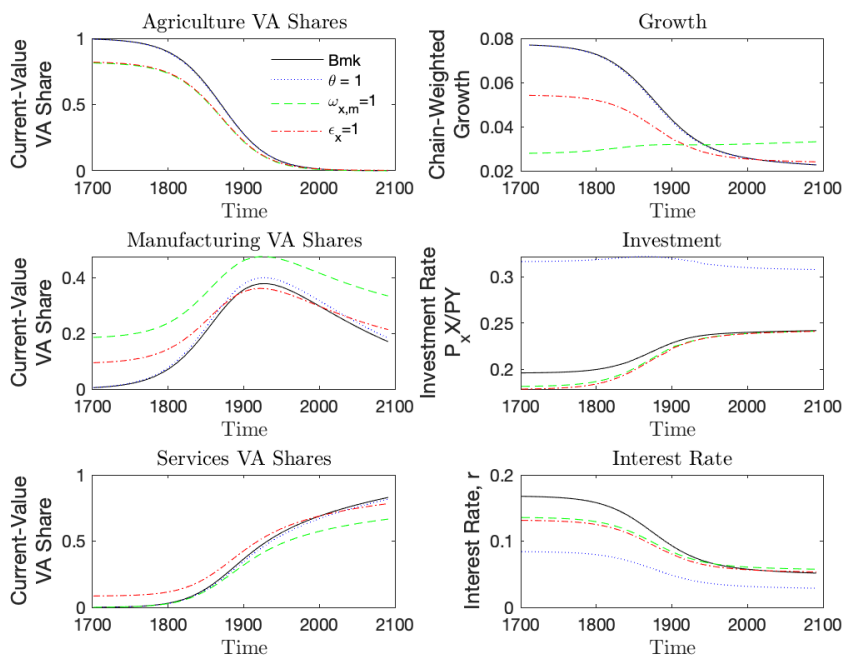 Agriculture VA Shares
Current-Value
VA Share
1
0.5
0
1700 1800 1900 2000 2100
Time
Bmk
θ = 1
ω_{x,m}=1
ϵ_x=1
Growth
Chain-Weighted
Growth
0.08
0.06
0.04
0.02
1700 1800 1900 2000 2100
Time
Manufacturing VA Shares
Current-Value
VA Share
0.4
0.2
0
1700 1800 1900 2000 2100
Time
Investment
Investment Rate
P_xX/PY
0.3
0.25
0.2
1700 1800 1900 2000 2100
Time
Services VA Shares
Current-Value
VA Share
1
0.5
0
1700 1800 1900 2000 2100
Time
Interest Rate
Interest Rate, r
0.2
0.1
0
1700 1800 1900 2000 2100
Time